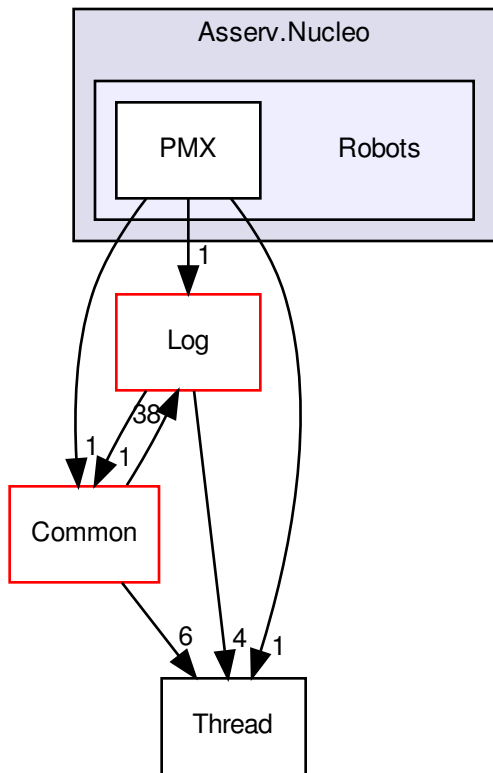 Asserv.Nucleo
PMX
Robots
1
Log
38
1
1
Common
6
4
1
Thread